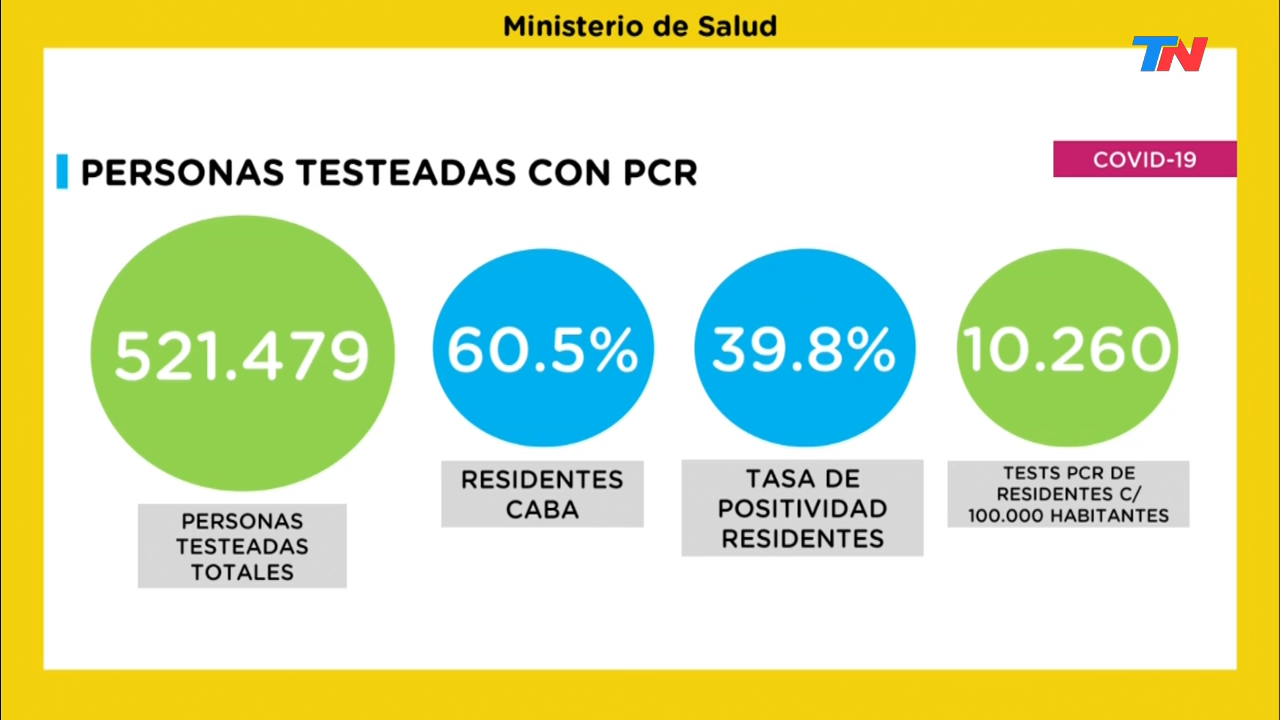 Ministerio de Salud
TN
PERSONAS TESTEADAS CON PCR
COVID-19
521.479
PERSONAS
TESTEADAS
TOTALES
60.5%
RESIDENTES
CABA
39.8%
TASA DE
POSITIVIDAD
RESIDENTES
10.260
TESTS PCR DE
RESIDENTES C/
100.000 HABITANTES